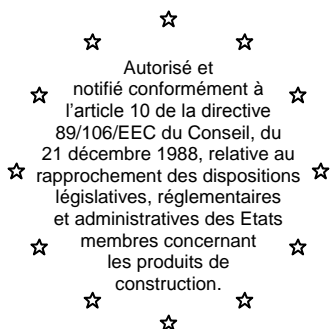 Autorisé et
notifié conformément à
l’article 10 de la directive
89/106/EEC du Conseil, du
21 décembre 1988, relative au
rapprochement des dispositions
législatives, réglementaires
et administratives des Etats
membres concernant
les produits de
construction.